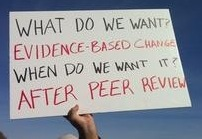 WHAT DO WE WANT?
EVIDENCE-BASED CHANGE
WHEN DO WE WANT IT?
AFTER PEER REVIEW